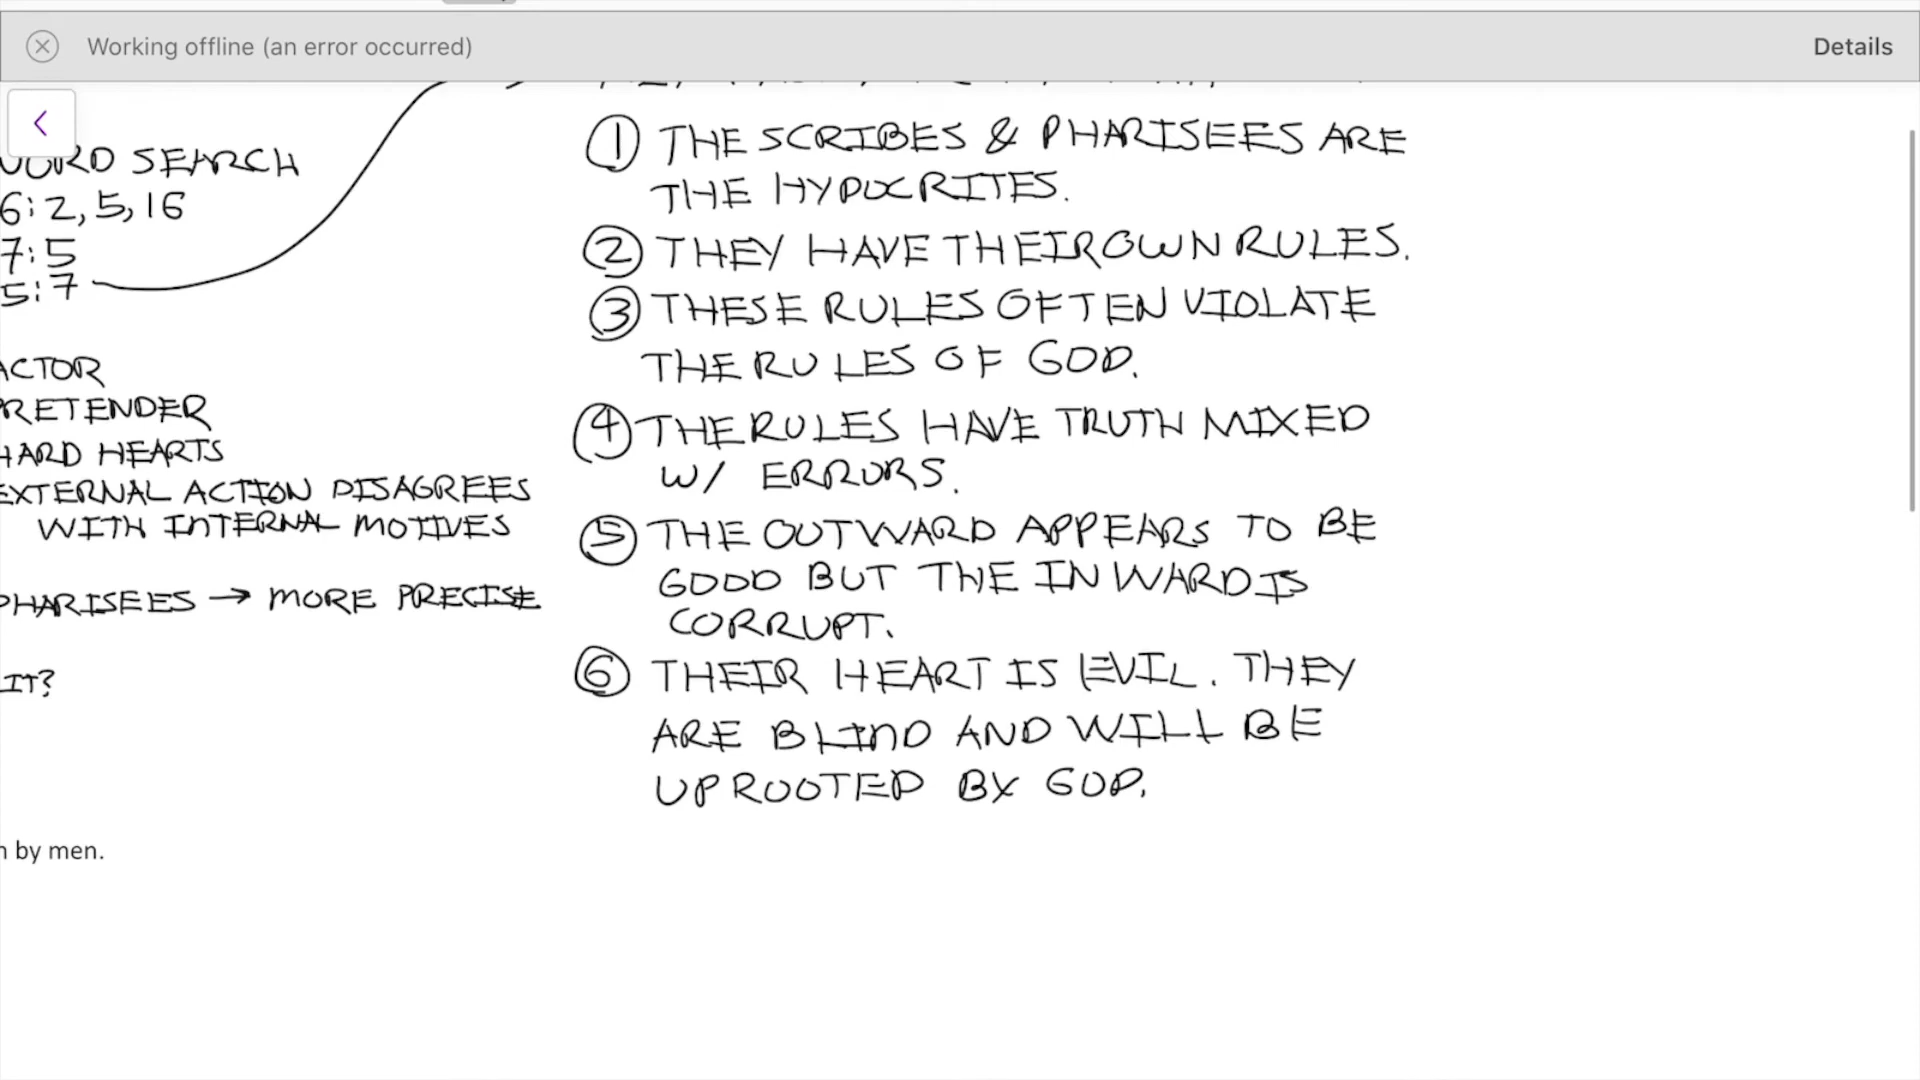 Working offline (an error occurred)
Details
WORD SEARCH
6:2, 5, 16
7:5
5:7
ACTOR
PRETENDER
HARD HEARTS
EXTERNAL ACTION DISAGREES
WITH INTERNAL MOTIVES
PHARISEES → MORE PRECISE
IT?
by men.
① THE SCRIBES & PHARISEES ARE
THE HYPOCRITES.
② THEY HAVE THEIR OWN RULES.
③ THESE RULES OFTEN VIOLATE
THE RULES OF GOD.
④ THE RULES HAVE TRUTH MIXED
W/ ERRORS.
⑤ THE OUTWARD APPEARS TO BE
GOOD BUT THE INWARD IS
CORRUPT.
⑥ THEIR HEART IS EVIL. THEY
ARE BLIND AND WILL BE
UPROOTED BY GOD.